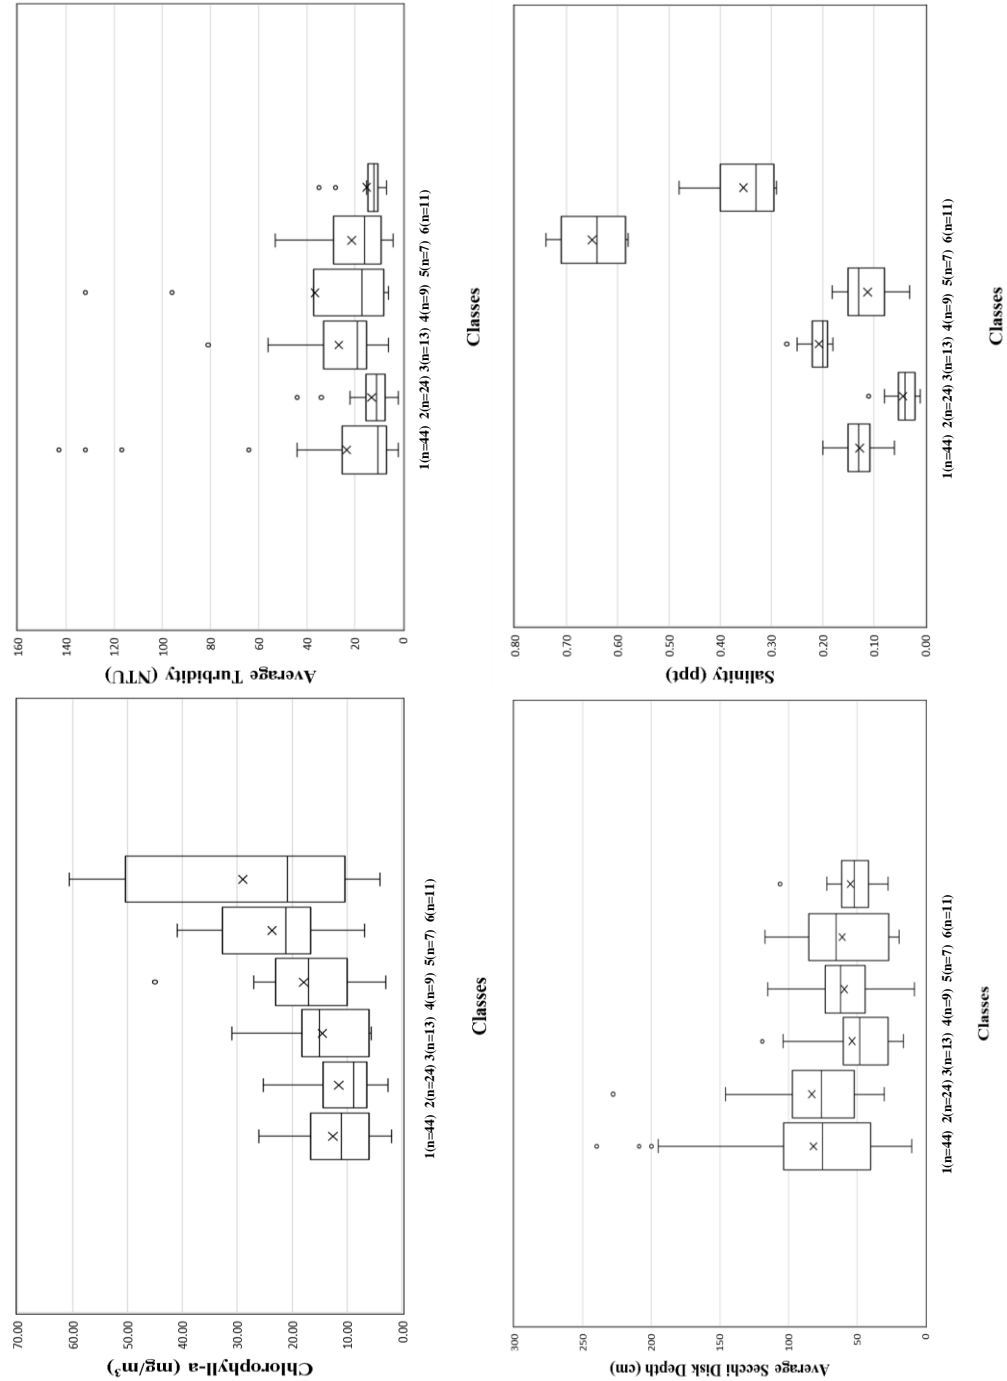 Average Turbidity (NTU)
160
140
120
100
80
60
40
20
0
1(n=44) 2(n=24) 3(n=13) 4(n=9) 5(n=7) 6(n=11)
Classes
Salinity (ppt)
0.80
0.70
0.60
0.50
0.40
0.30
0.20
0.10
0.00
1(n=44) 2(n=24) 3(n=13) 4(n=9) 5(n=7) 6(n=11)
Classes
Chlorophyll-a (mg/m³)
70.00
60.00
50.00
40.00
30.00
20.00
10.00
0.00
1(n=44) 2(n=24) 3(n=13) 4(n=9) 5(n=7) 6(n=11)
Classes
Average Secchi Disk Depth (cm)
300
250
200
150
100
50
0
1(n=44) 2(n=24) 3(n=13) 4(n=9) 5(n=7) 6(n=11)
Classes